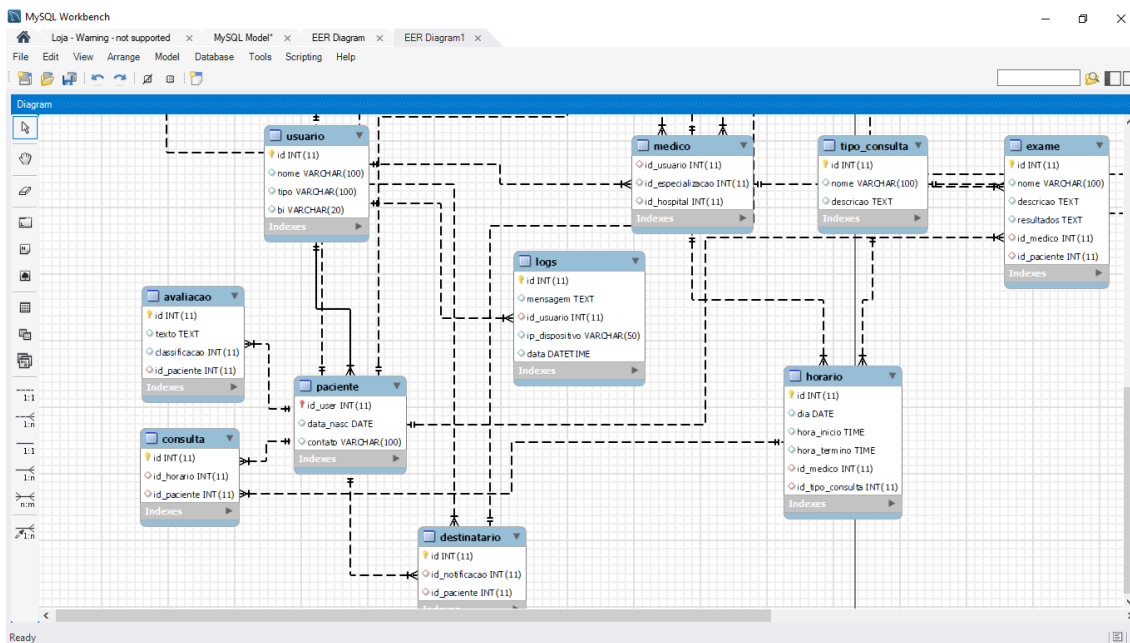 MySQL Workbench
Loja - Warning - not supported
MySQL Model*
EER Diagram
EER Diagram1
File Edit View Arrange Model Database Tools Scripting Help
Diagram
1:1
1:n
1:1
1:n
n:m
1:n
usuario
id INT(11)
nome VARCHAR(100)
tipo VARCHAR(100)
bi VARCHAR(20)
Indexes
medico
id_usuario INT(11)
id_especializacao INT(11)
id_hospital INT(11)
Indexes
tipo_consulta
id INT(11)
nome VARCHAR(100)
descricao TEXT
Indexes
exame
id INT(11)
nome VARCHAR(100)
descricao TEXT
resultados TEXT
id_medico INT(11)
id_paciente INT(11)
Indexes
logs
id INT(11)
mensagem TEXT
id_usuario INT(11)
ip_dispositivo VARCHAR(50)
data DATETIME
Indexes
avaliacao
id INT(11)
texto TEXT
classificacao INT(11)
id_paciente INT(11)
Indexes
paciente
id_user INT(11)
data_nasc DATE
contato VARCHAR(100)
Indexes
horario
id INT(11)
dia DATE
hora_inicio TIME
hora_termino TIME
id_medico INT(11)
id_tipo_consulta INT(11)
Indexes
consulta
id INT(11)
id_horario INT(11)
id_paciente INT(11)
Indexes
destinatario
id INT(11)
id_notificacao INT(11)
id_paciente INT(11)
Indexes
Ready